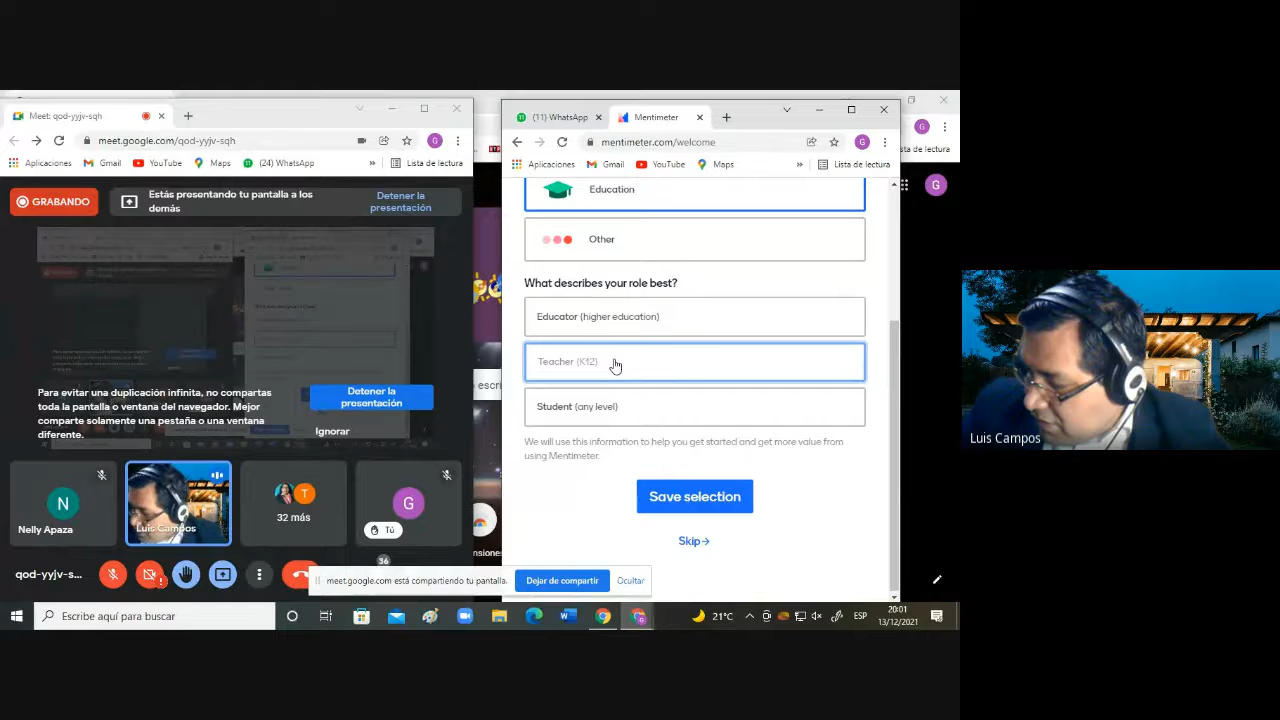 Meet: qod-yyjv-sqh
meet.google.com/qod-yyjv-sqh
Aplicaciones
Gmail
YouTube
Maps
(24) WhatsApp
»
Lista de lectura
GRABANDO
Estás presentando tu pantalla a los
demás
Detener la
presentación
Para evitar una duplicación infinita, no compartas
toda la pantalla o ventana del navegador. Mejor
comparte solamente una pestaña o una ventana
diferente.
Detener la
presentación
Ignorar
N
Nelly Apaza
Luis Campos
T
32 más
G
Tú
qod-yyjv-s...
36
(11) WhatsApp
Mentimeter
mentimeter.com/welcome
G
Aplicaciones
Gmail
YouTube
Maps
»
Lista de lectura
Education
Other
What describes your role best?
Educator (higher education)
Teacher (K12)
Student (any level)
We will use this information to help you get started and get more value from
using Mentimeter.
Save selection
Skip→
meet.google.com está compartiendo tu pantalla.
Dejar de compartir
Ocultar
sta de lectura
G
Escribe aquí para buscar
21°C
ESP
20:01
13/12/2021
Luis Campos